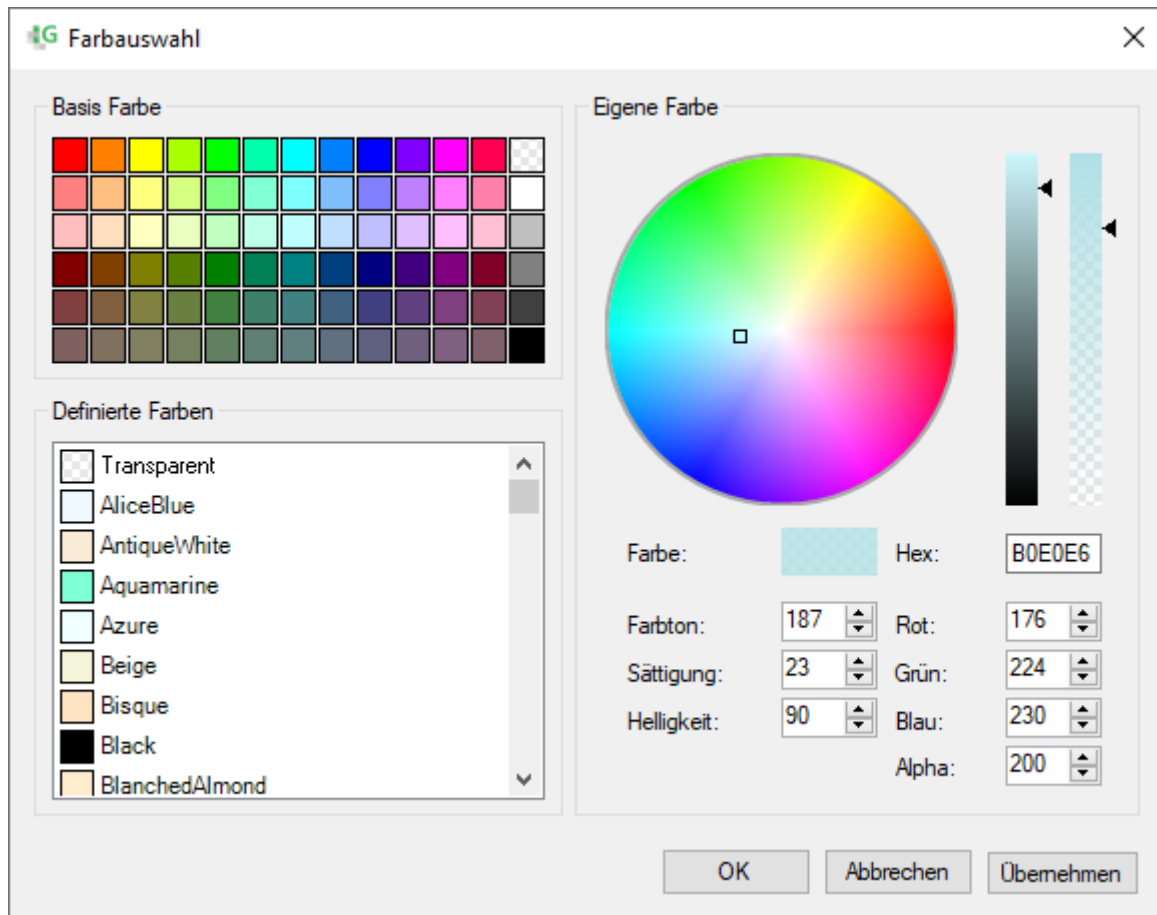 G Farbauswahl
Basis Farbe
Definierte Farben
Transparent
AliceBlue
AntiqueWhite
Aquamarine
Azure
Beige
Bisque
Black
BlanchedAlmond
Eigene Farbe
Farbe: Hex: B0E0E6
Farbton: 187 Rot: 176
Sättigung: 23 Grün: 224
Helligkeit: 90 Blau: 230
Alpha: 200
OK Abbrechen Übernehmen